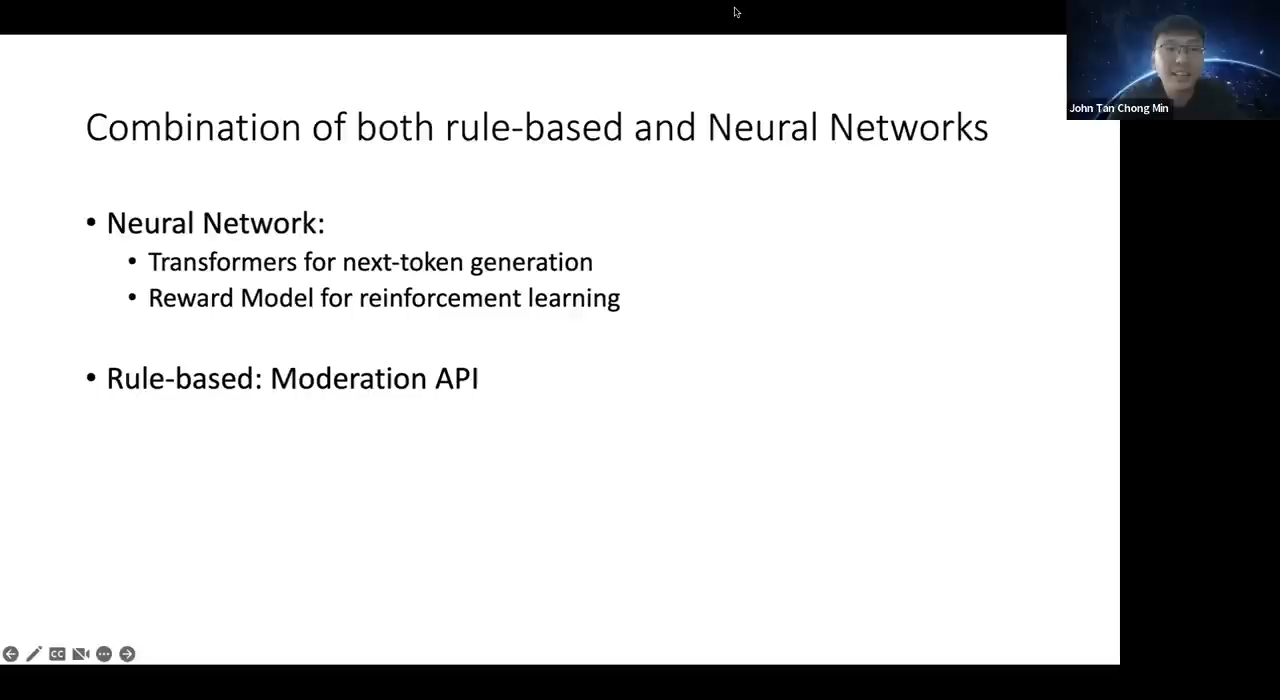 John Tan Chong Min
Combination of both rule-based and Neural Networks
• Neural Network:
• Transformers for next-token generation
• Reward Model for reinforcement learning
• Rule-based: Moderation API
CC